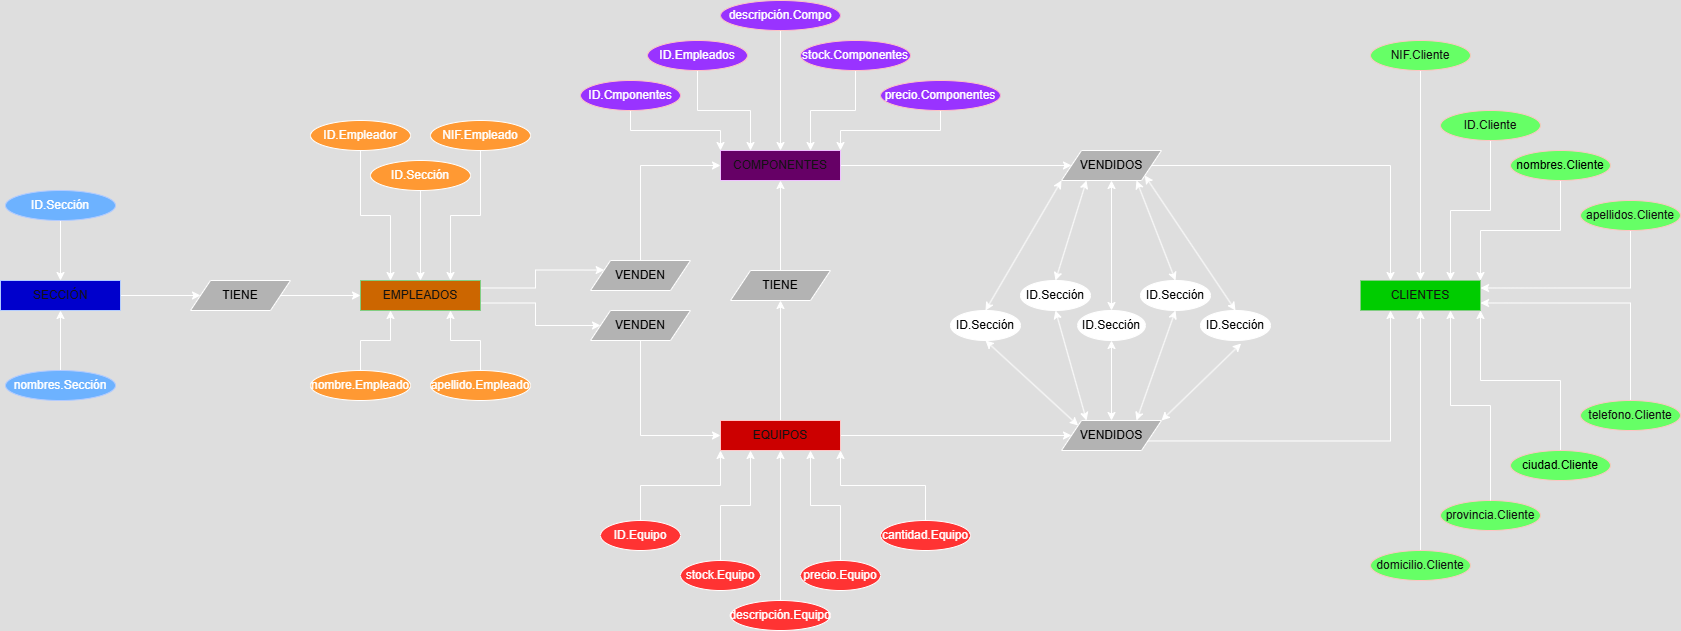 descripción.Compo
ID.Empleados
stock.Componentes
NIF.Cliente
ID.Cmponentes
precio.Componentes
ID.Empleador
NIF.Empleado
ID.Cliente
COMPONENTES
VENDIDOS
nombres.Cliente
ID.Sección
ID.Sección
apellidos.Cliente
VENDEN
TIENE
SECCIÓN
TIENE
EMPLEADOS
ID.Sección
ID.Sección
CLIENTES
VENDEN
ID.Sección
ID.Sección
ID.Sección
nombres.Sección
nombre.Empleado
apellido.Empleado
telefono.Cliente
EQUIPOS
VENDIDOS
ciudad.Cliente
provincia.Cliente
ID.Equipo
cantidad.Equipo
domicilio.Cliente
stock.Equipo
precio.Equipo
descripción.Equipo